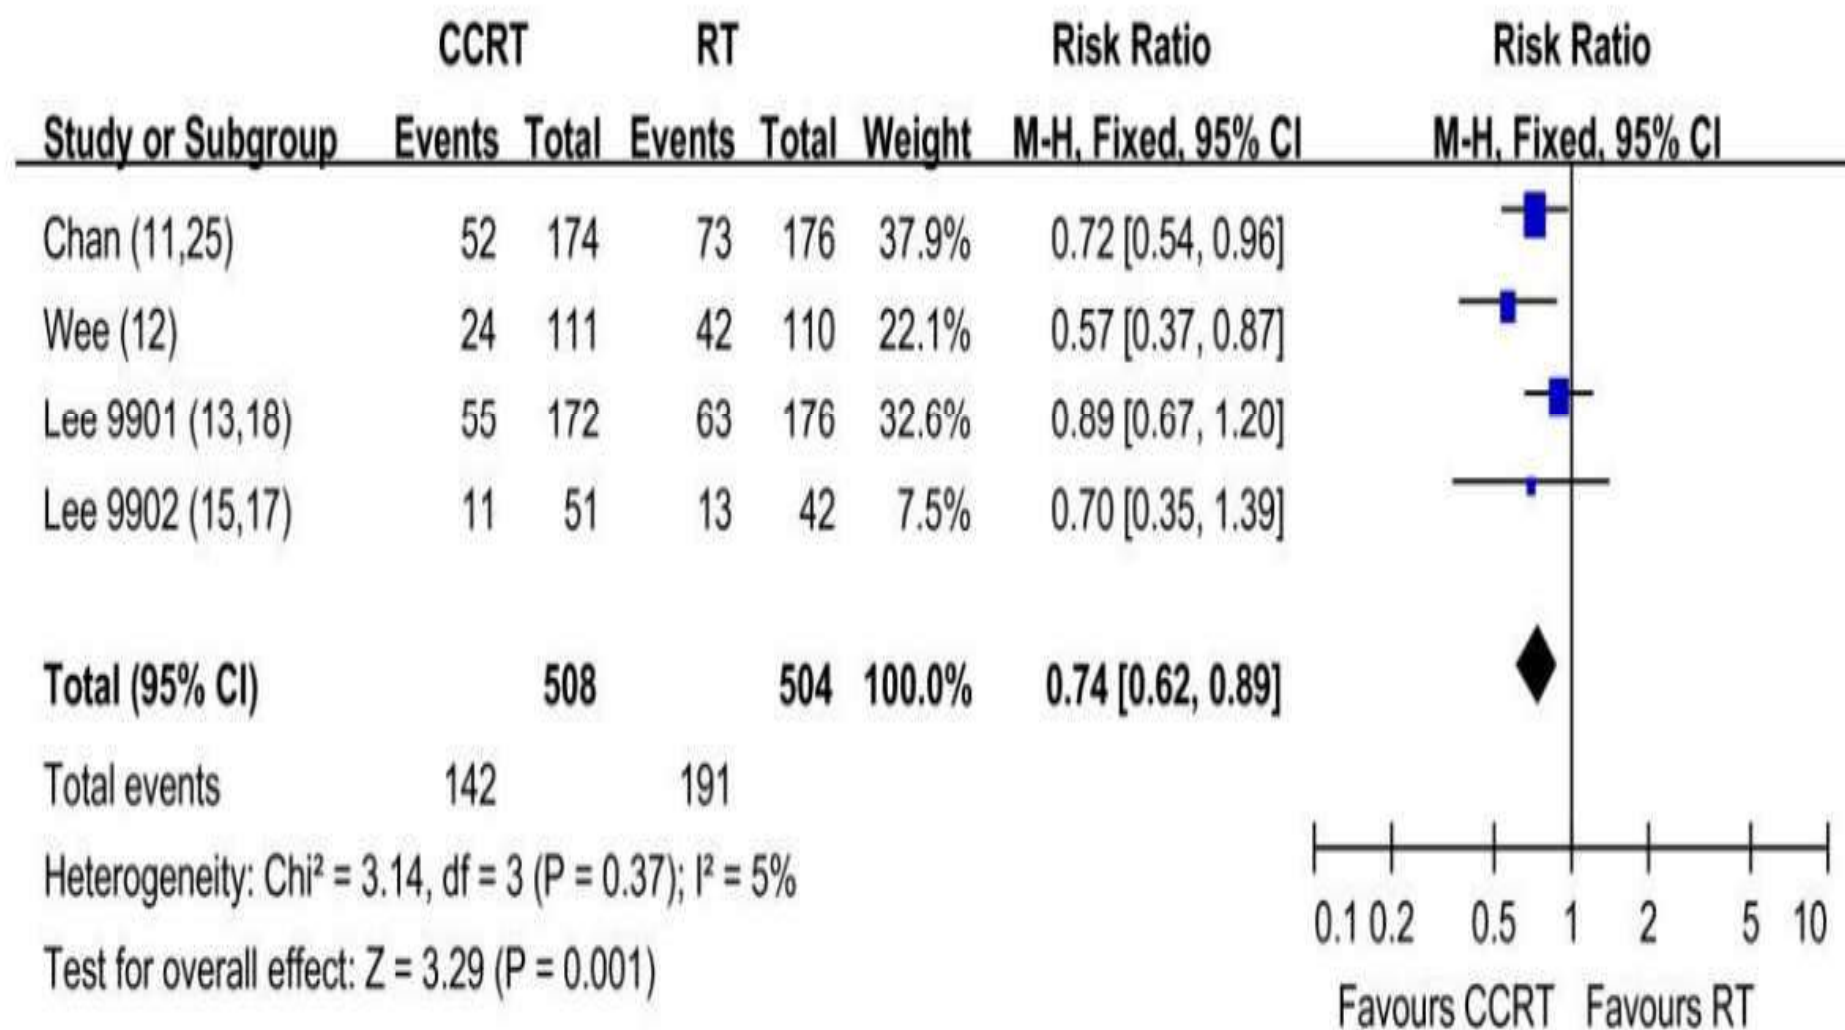 CCRT RT Risk Ratio Risk Ratio
Study or Subgroup Events Total Events Total Weight M-H, Fixed, 95% CI M-H, Fixed, 95% CI
Chan (11,25) 52 174 73 176 37.9% 0.72 [0.54, 0.96]
Wee (12) 24 111 42 110 22.1% 0.57 [0.37, 0.87]
Lee 9901 (13,18) 55 172 63 176 32.6% 0.89 [0.67, 1.20]
Lee 9902 (15,17) 11 51 13 42 7.5% 0.70 [0.35, 1.39]
Total (95% CI) 508 504 100.0% 0.74 [0.62, 0.89]
Total events 142 191
Heterogeneity: Chi² = 3.14, df = 3 (P = 0.37); I² = 5%
Test for overall effect: Z = 3.29 (P = 0.001)
0.1 0.2 0.5 1 2 5 10
Favours CCRT Favours RT